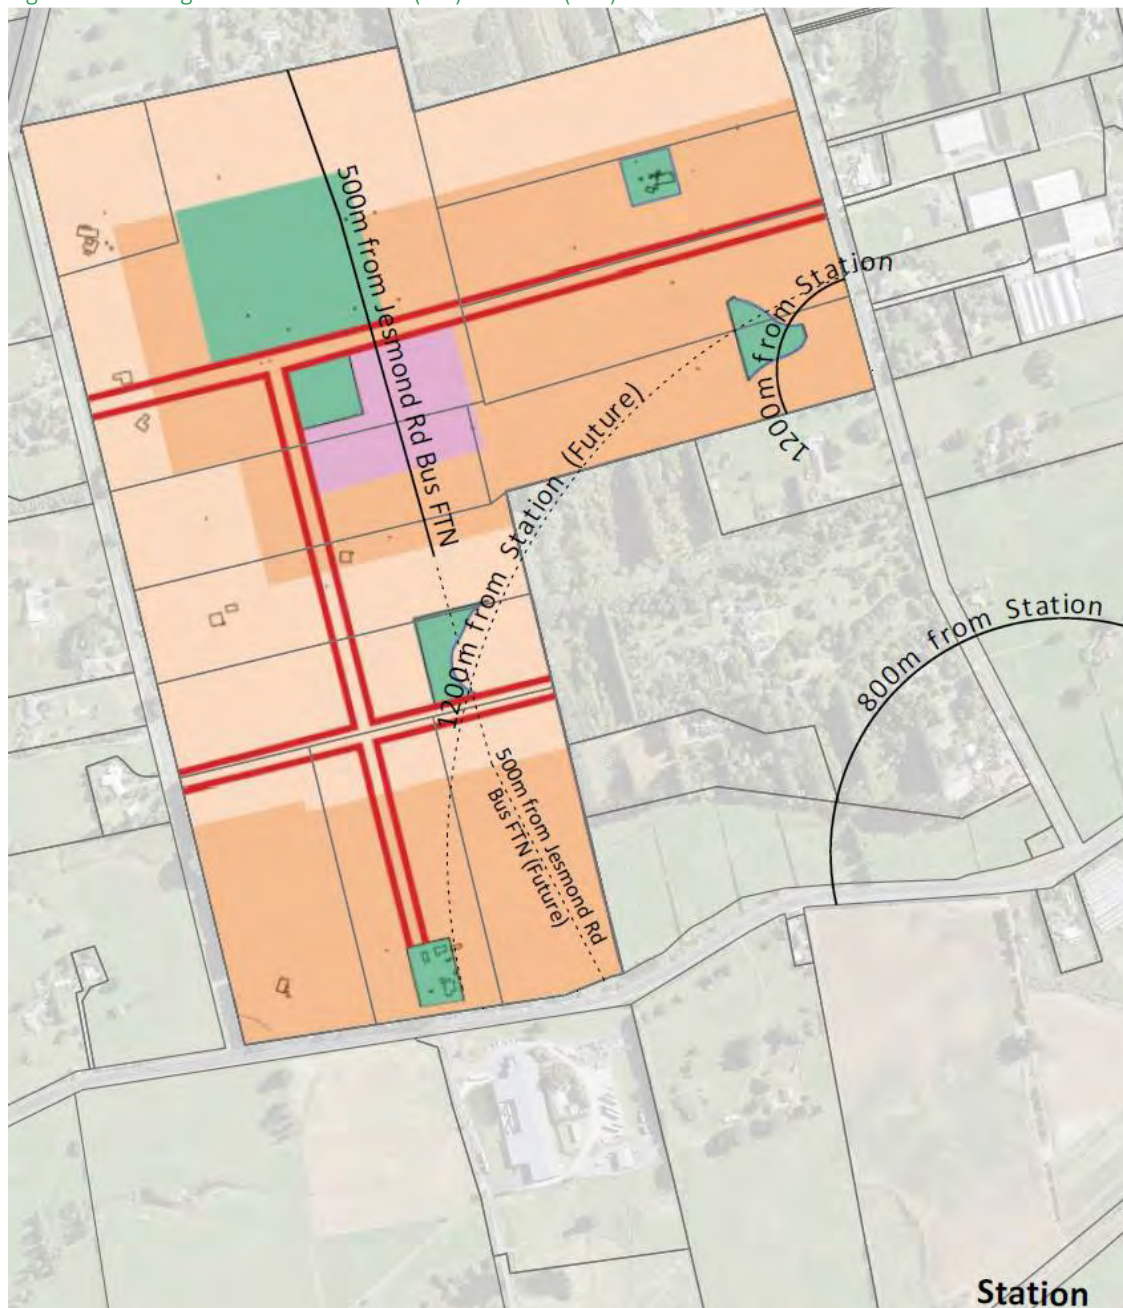 500m from Jesmond Rd Bus FTN
1200m from Station
1200m from Station (Future)
800m from Station
500m from Jesmond Rd
Bus FTN (Future)
Station